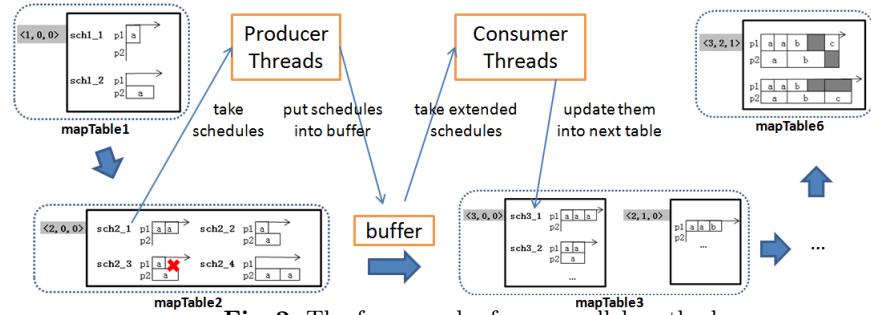 <1,0,0>
sch1_1 p1 a
p2
sch1_2 p1
p2 a
mapTable1
Producer
Threads
Consumer
Threads
take
schedules
put schedules
into buffer
take extended
schedules
update them
into next table
<3,2,1>
p1 a a b c
p2 a b
p1 a a
p2 a b c
mapTable6
<2,0,0>
sch2_1 p1 a a
p2
sch2_2 p1 a
p2 a
sch2_3 p1 a
p2 a
sch2_4 p1
p2 a a
mapTable2
buffer
<3,0,0>
sch3_1 p1 a a a
p2
sch3_2 p1 a a
p2 a
...
<2,1,0>
p1 a a b
p2
...
mapTable3
...